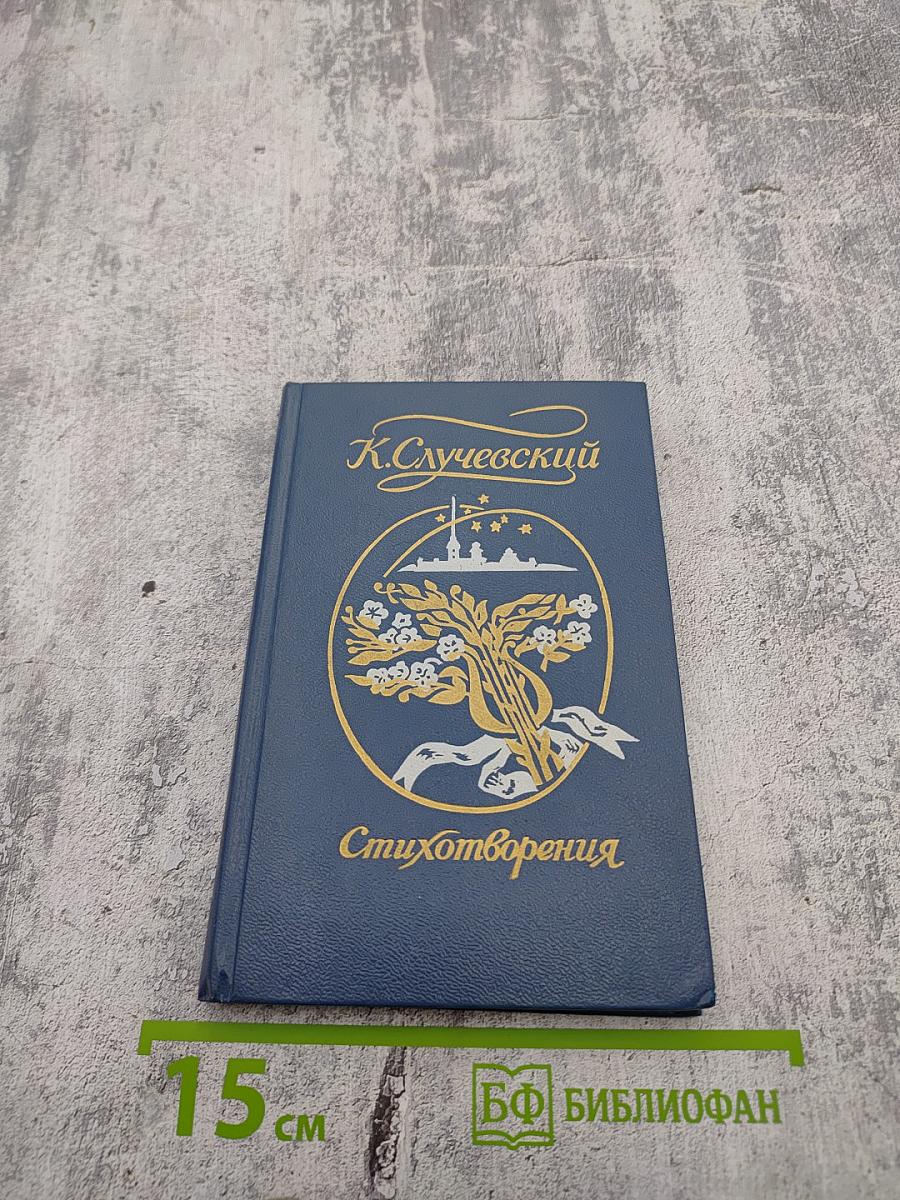 К.Случевский
Стихотворения
15 см
БФ БИБЛИОФАН